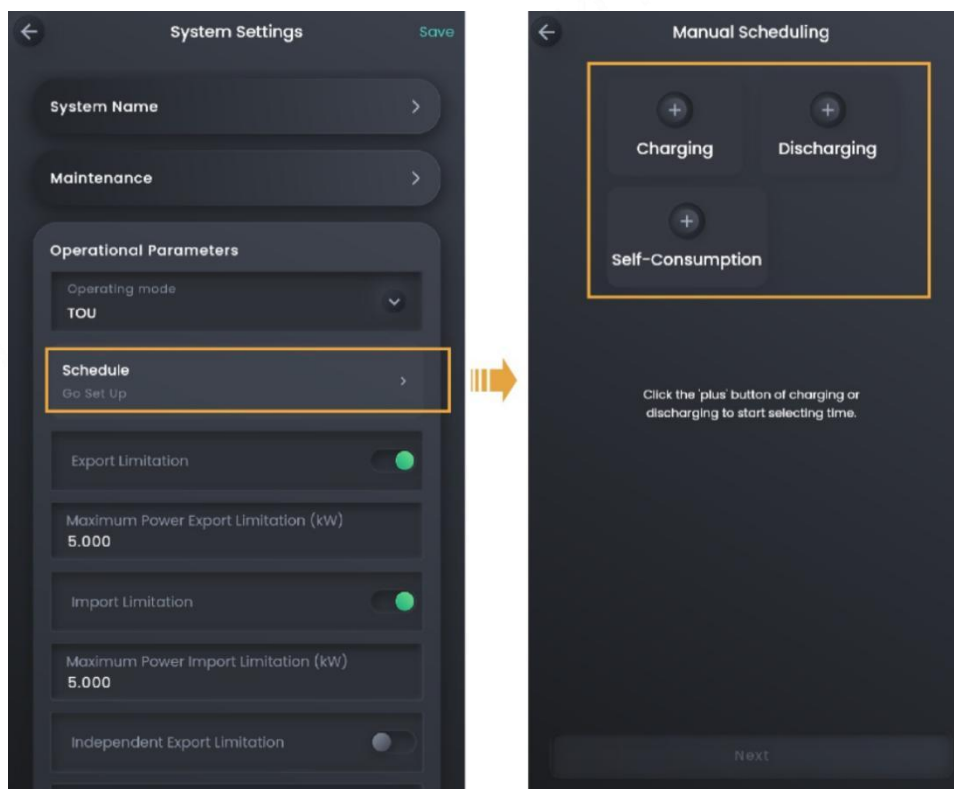 System Settings
Save
System Name
Maintenance
Operational Parameters
Operating mode
TOU
Schedule
Go Set Up
Export Limitation
Maximum Power Export Limitation (kW)
5.000
Import Limitation
Maximum Power Import Limitation (kW)
5.000
Independent Export Limitation
Manual Scheduling
Charging
Discharging
Self-Consumption
Click the 'plus' button of charging or
discharging to start selecting time.
Next